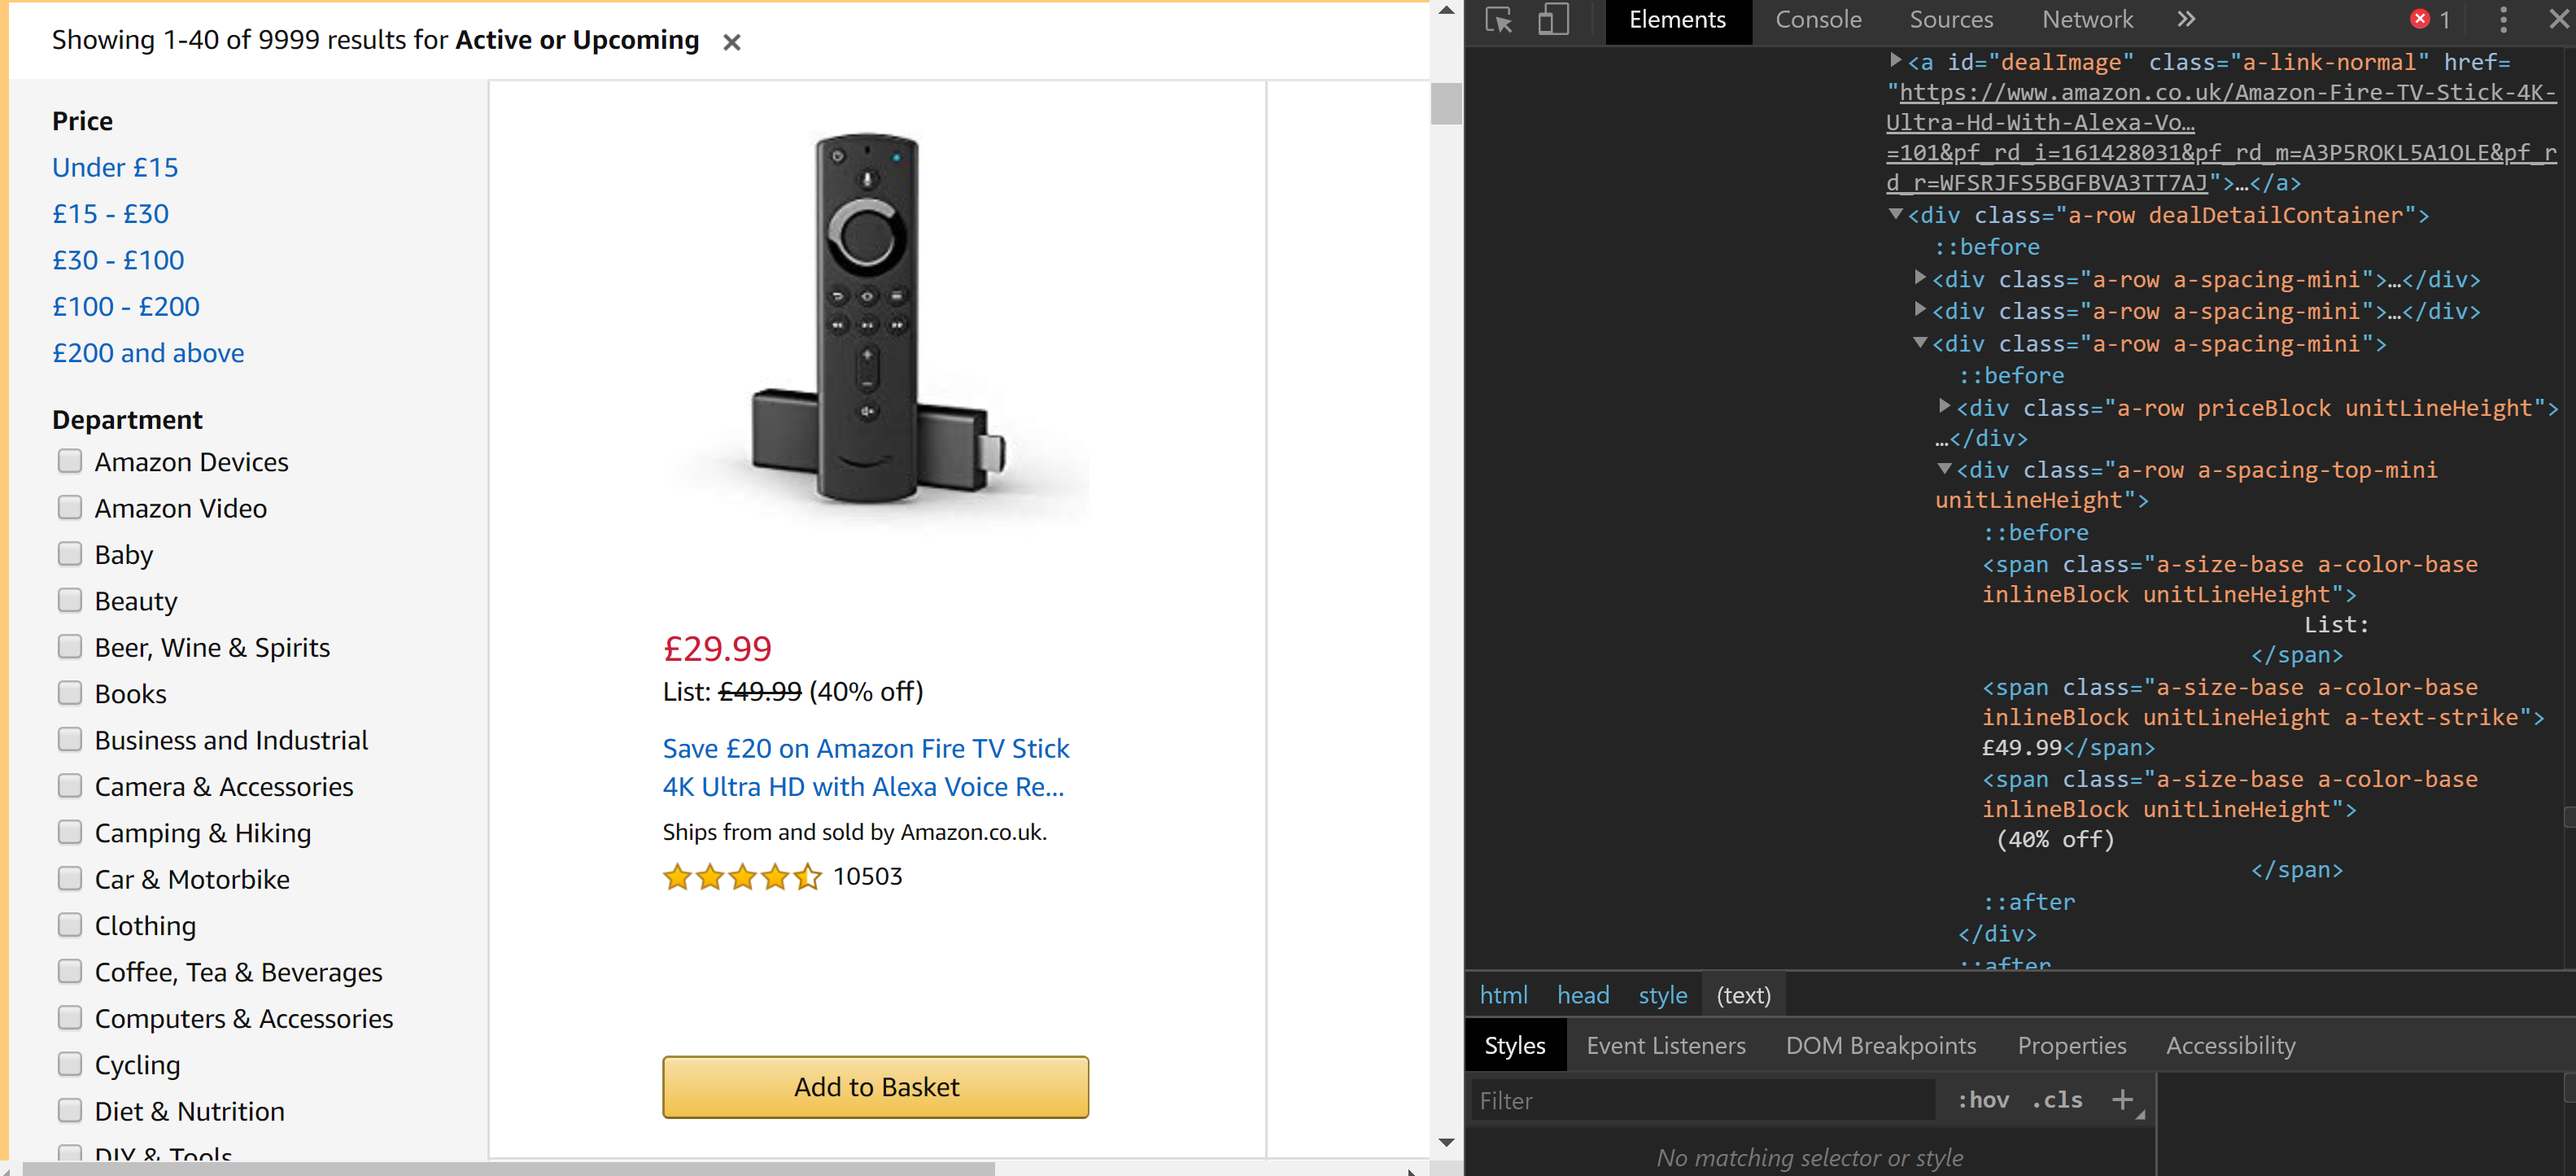 Showing 1-40 of 9999 results for Active or Upcoming
Price
Under £15
£15 - £30
£30 - £100
£100 - £200
£200 and above
Department
Amazon Devices
Amazon Video
Baby
Beauty
Beer, Wine & Spirits
Books
Business and Industrial
Camera & Accessories
Camping & Hiking
Car & Motorbike
Clothing
Coffee, Tea & Beverages
Computers & Accessories
Cycling
Diet & Nutrition
DIY & Tools
£29.99
List: £49.99 (40% off)
Save £20 on Amazon Fire TV Stick
4K Ultra HD with Alexa Voice Re...
Ships from and sold by Amazon.co.uk.
10503
Add to Basket
Elements Console Sources Network 1
<a id="dealImage" class="a-link-normal" href=
"https://www.amazon.co.uk/Amazon-Fire-TV-Stick-4K-
Ultra-Hd-With-Alexa-Vo…
=101&pf_rd_i=161428031&pf_rd_m=A3P5ROKL5A1OLE&pf_r
d_r=WFSRJFS5BGFBVA3TT7AJ">…</a>
<div class="a-row dealDetailContainer">
::before
<div class="a-row a-spacing-mini">…</div>
<div class="a-row a-spacing-mini">…</div>
<div class="a-row a-spacing-mini">
::before
<div class="a-row priceBlock unitLineHeight">
…</div>
<div class="a-row a-spacing-top-mini
unitLineHeight">
::before
<span class="a-size-base a-color-base
inlineBlock unitLineHeight">
List:
</span>
<span class="a-size-base a-color-base
inlineBlock unitLineHeight a-text-strike">
£49.99</span>
<span class="a-size-base a-color-base
inlineBlock unitLineHeight">
(40% off)
</span>
::after
</div>
::after
html head style (text)
Styles Event Listeners DOM Breakpoints Properties Accessibility
Filter :hov .cls +
No matching selector or style